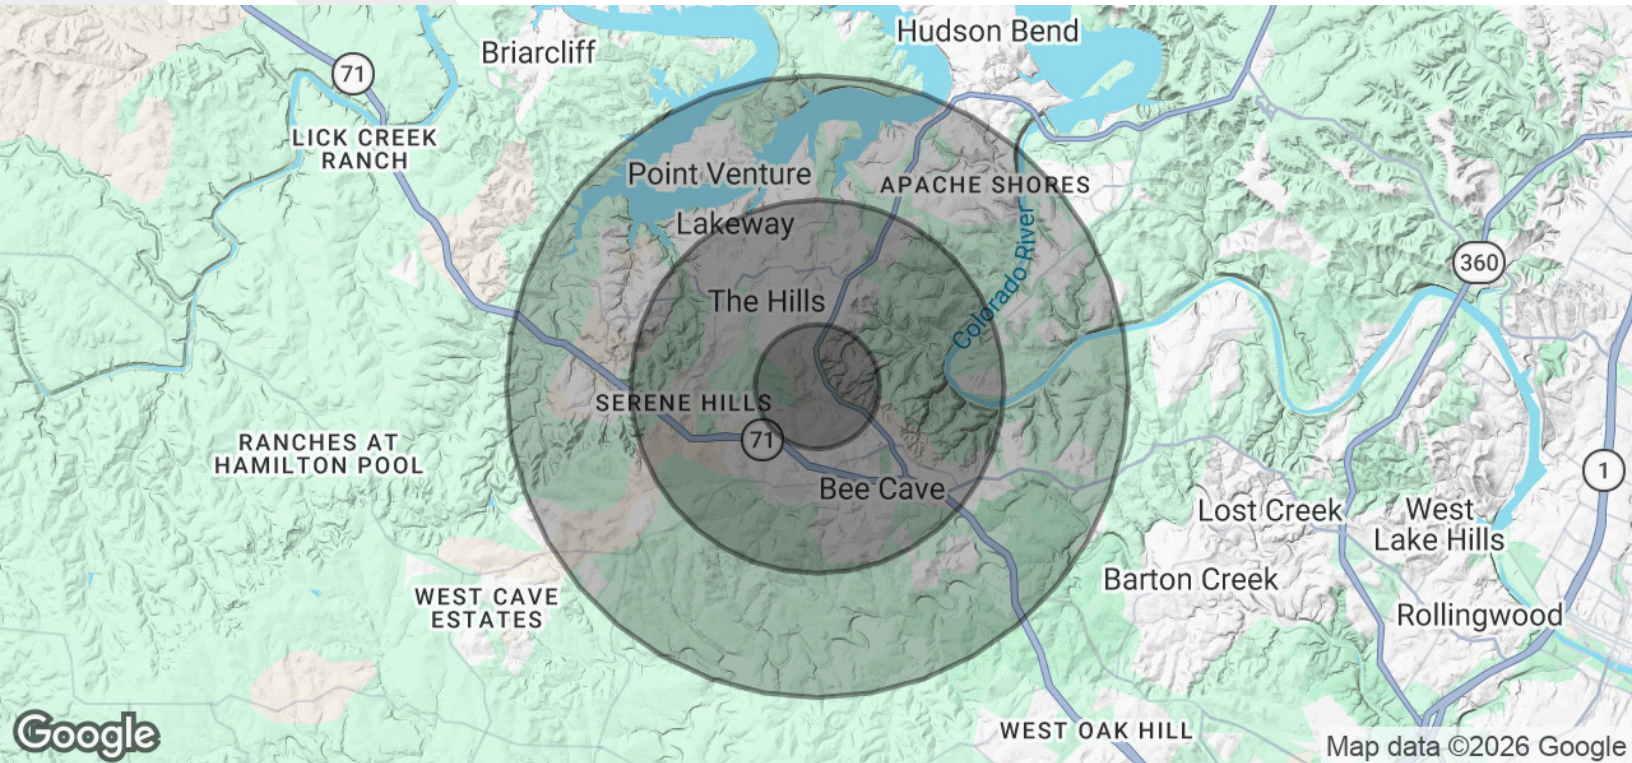 Hudson Bend
Briarcliff
71
LICK CREEK
RANCH
Point Venture
APACHE SHORES
Lakeway
Colorado River
360
The Hills
SERENE HILLS
71
RANCHES AT
HAMILTON POOL
Bee Cave
1
Lost Creek
West
Lake Hills
Barton Creek
WEST CAVE
ESTATES
Rollingwood
WEST OAK HILL
Google
Map data ©2026 Google